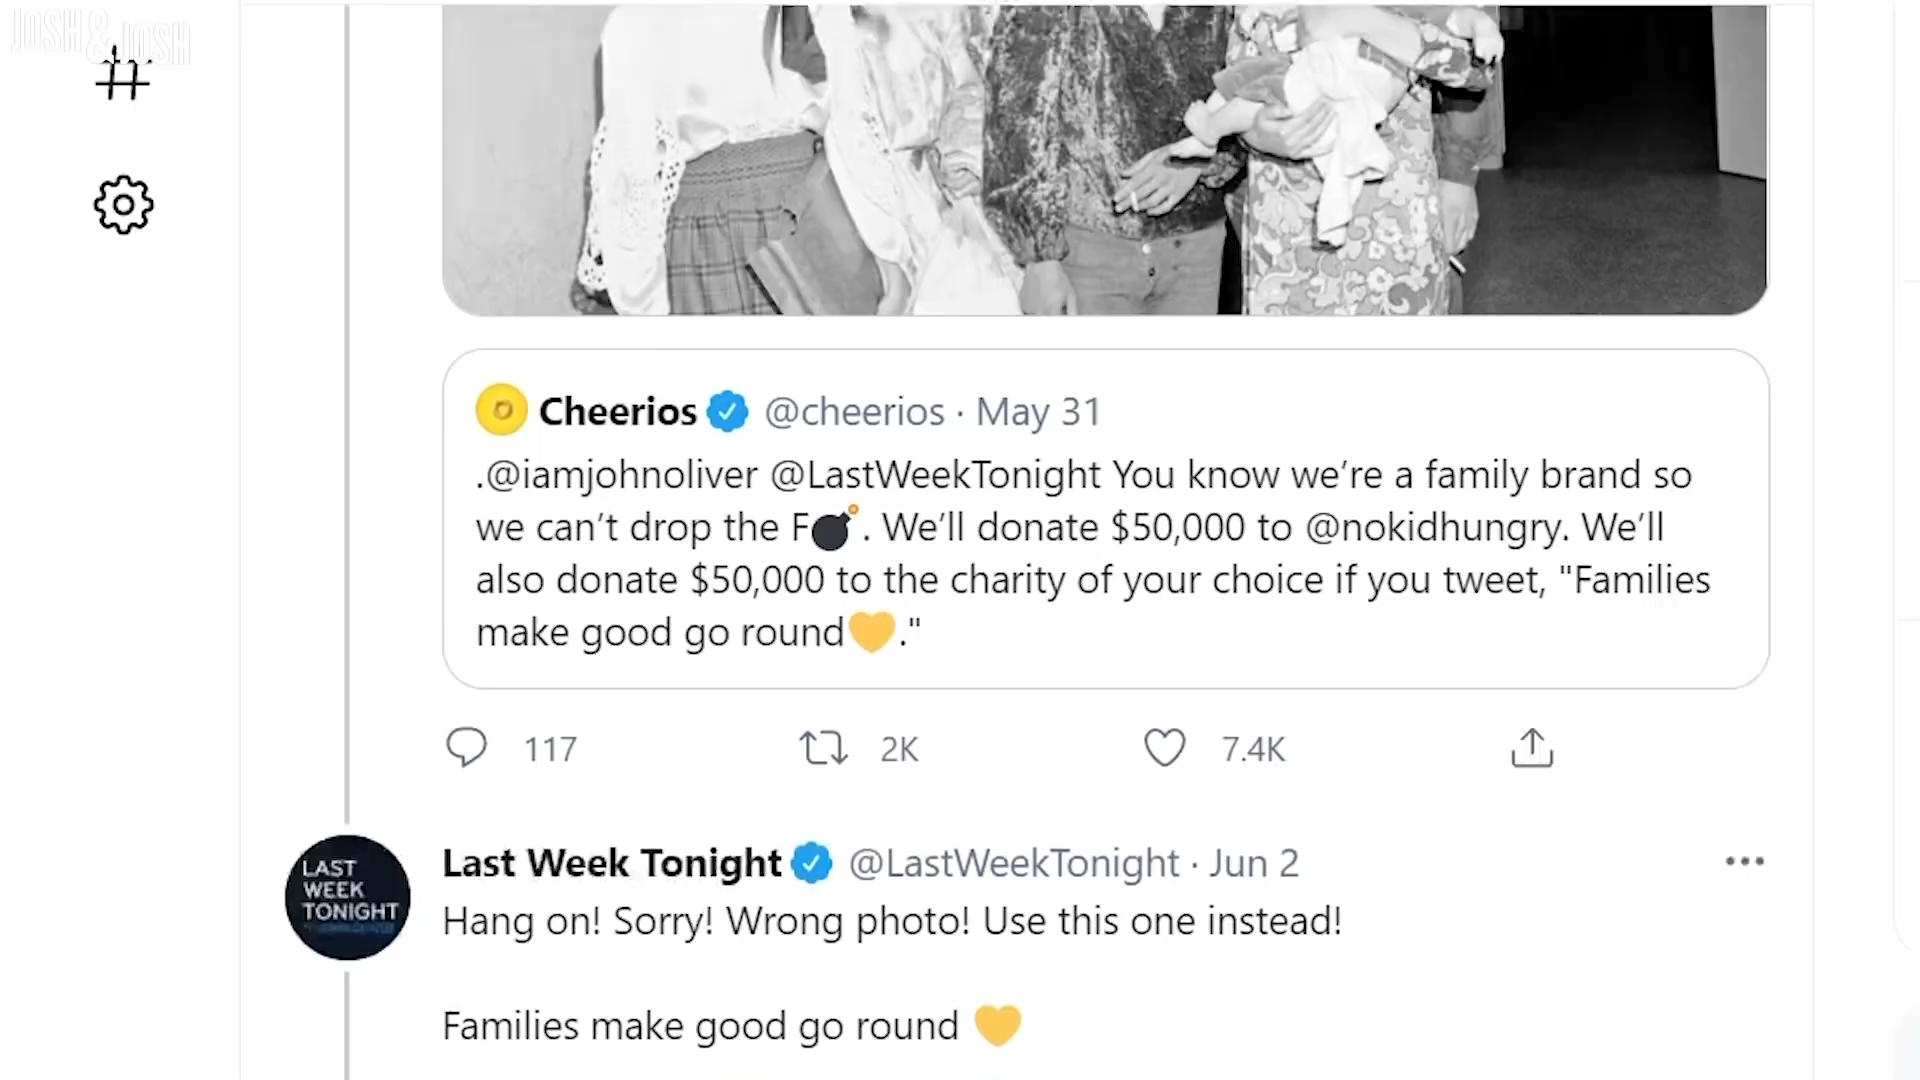 JOSH & JOSH
Cheerios @cheerios · May 31
.@iamjohnoliver @LastWeekTonight You know we're a family brand so
we can't drop the F💣. We'll donate $50,000 to @nokidhungry. We'll
also donate $50,000 to the charity of your choice if you tweet, "Families
make good go round💛."
117 2K 7.4K
LAST
WEEK
TONIGHT
Last Week Tonight @LastWeekTonight · Jun 2
Hang on! Sorry! Wrong photo! Use this one instead!
Families make good go round 💛